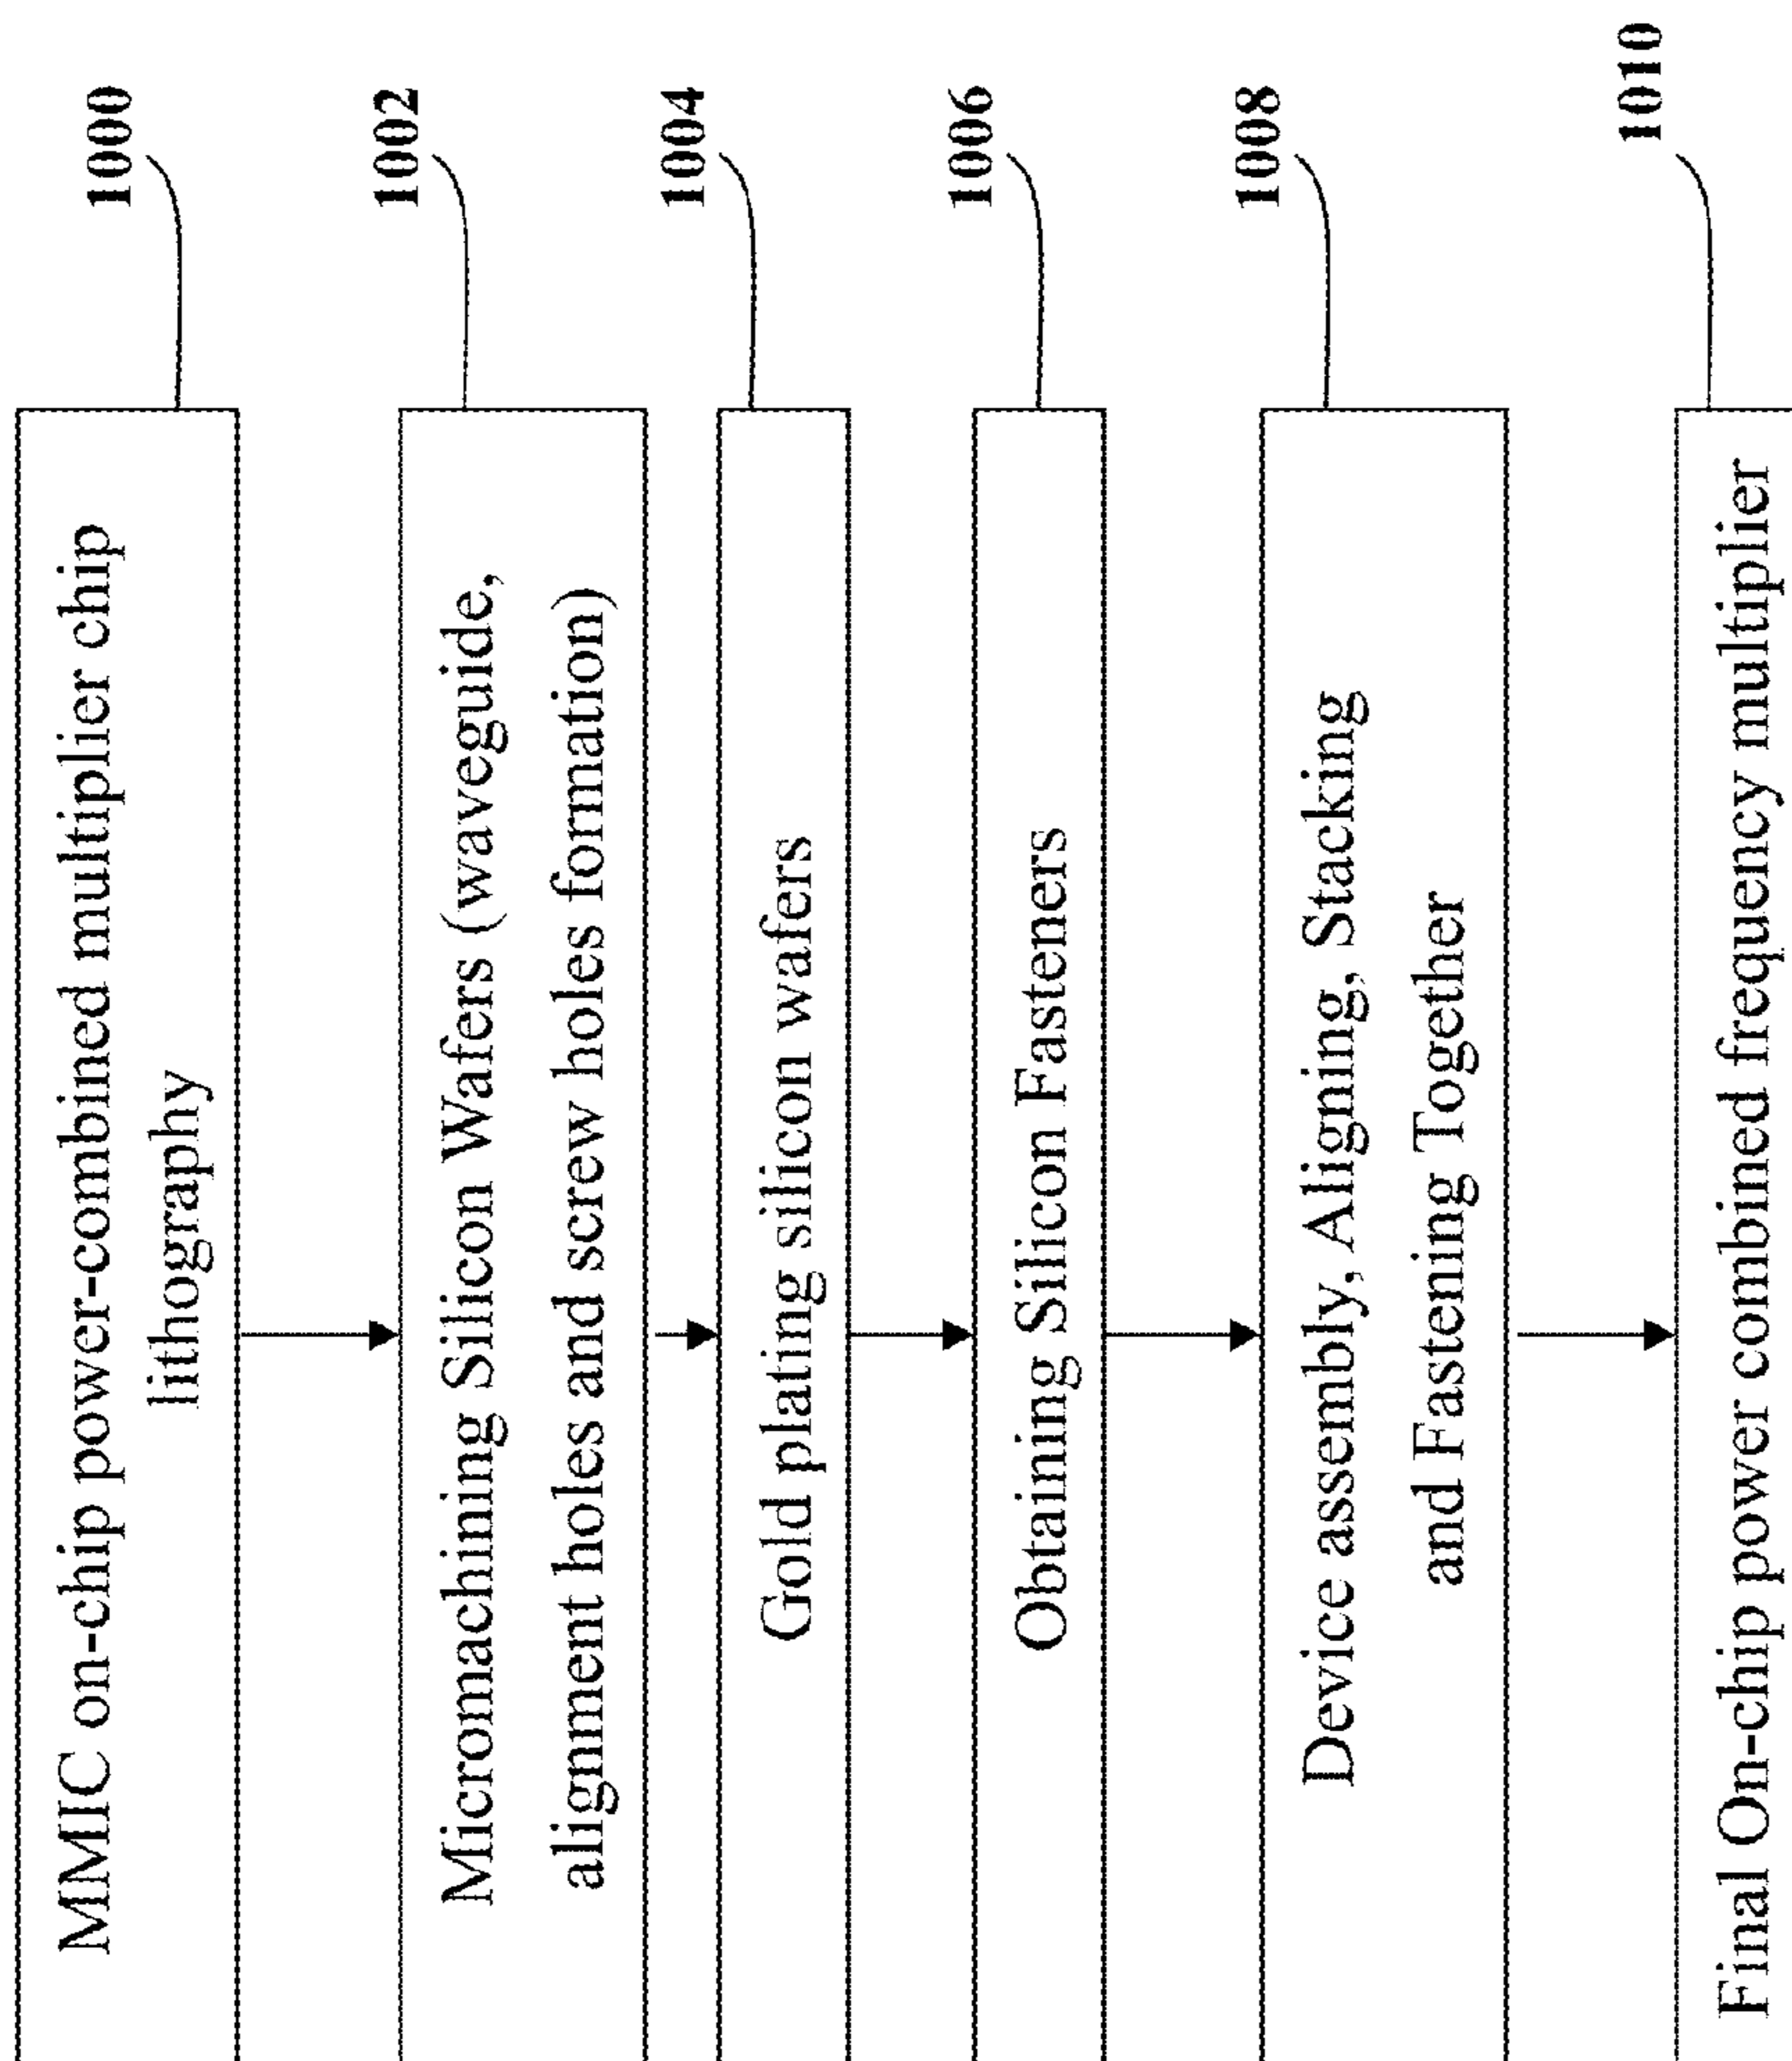 MMIC on-chip power-combined multiplier chip
lithography
1000
Micromachining Silicon Wafers (waveguide,
alignment holes and screw holes formation)
1002
Gold plating silicon wafers
1004
Obtaining Silicon Fasteners
1006
Device assembly, Aligning, Stacking
and Fastening Together
1008
Final On-chip power combined frequency multiplier
1010